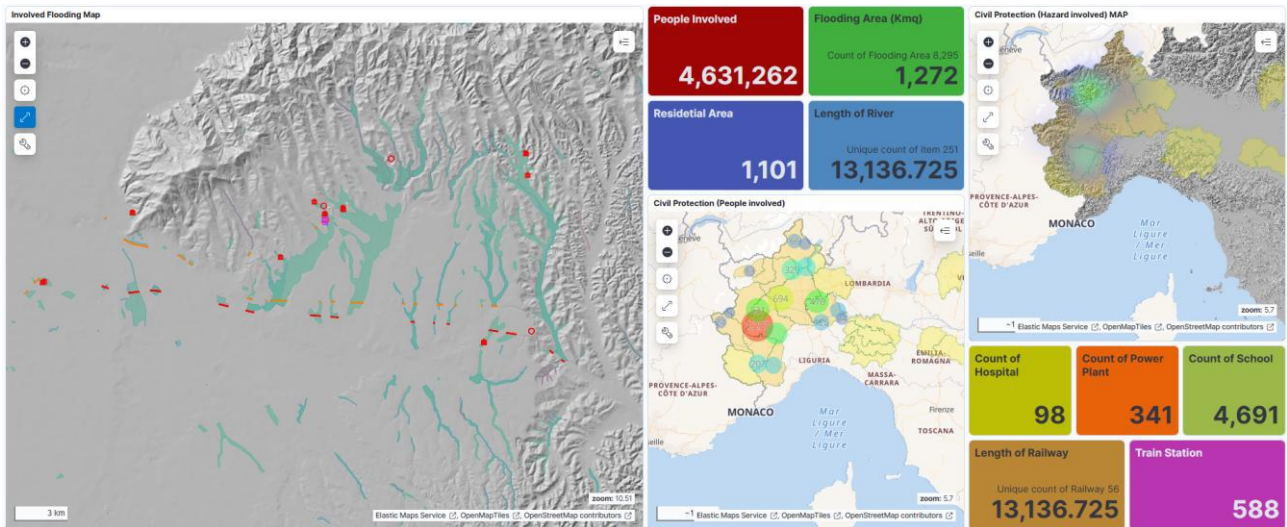 Involved Flooding Map
3 km
zoom: 10.51
Elastic Maps Service, OpenMapTiles, OpenStreetMap contributors
People Involved
4,631,262
Flooding Area (Kmq)
Count of Flooding Area 8,295
1,272
Residetial Area
1,101
Length of River
Unique count of Item 251
13,136.725
Civil Protection (People involved)
Genève
TRENTINO-
LOMBARDIA
694
LIGURIA
EMILIA-
ROMAGNA
MASSA-
CARRARA
PROVENCE-ALPES-
CÔTE D'AZUR
MONACO
Firenze
TOSCANA
Mar
Ligure
/ Mer
Ligure
seille
zoom: 5.7
~1
Elastic Maps Service, OpenMapTiles, OpenStreetMap contributors
Civil Protection (Hazard involved) MAP
PROVENCE-ALPES-
CÔTE D'AZUR
MONACO
Mar
Ligure
/ Mer
Ligure
seille
zoom: 5.7
~1
Elastic Maps Service, OpenMapTiles, OpenStreetMap contributors
Count of
Hospital
98
Count of Power
Plant
341
Count of School
4,691
Length of Railway
Unique count of Railway 56
13,136.725
Train Station
588